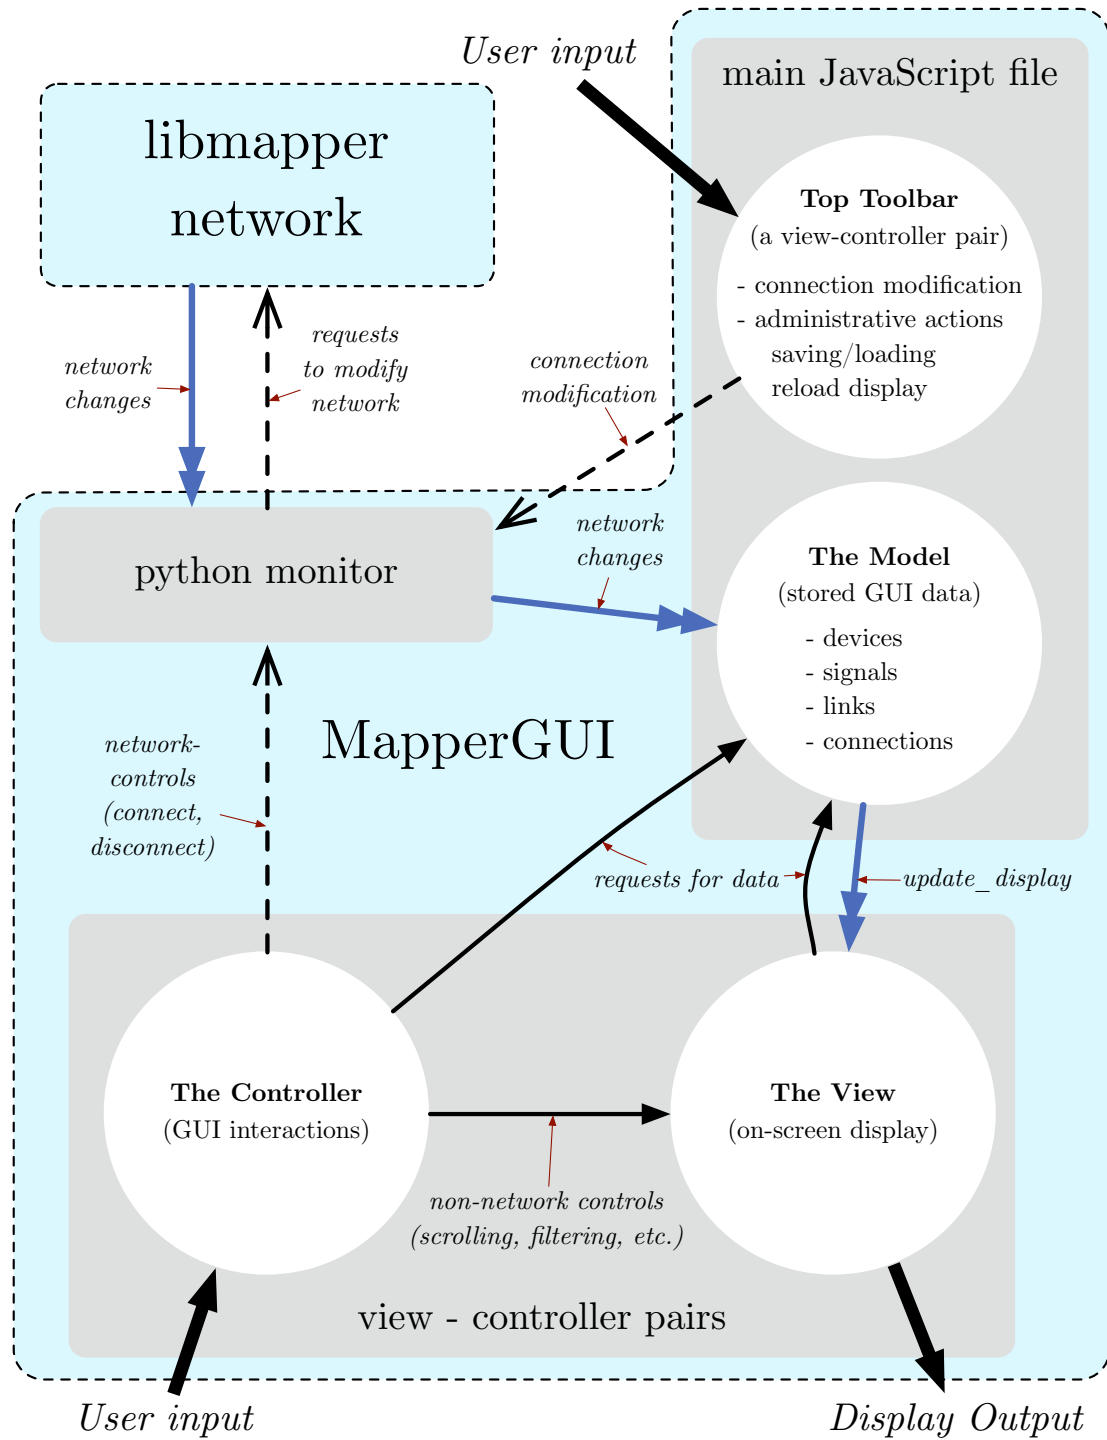 User input
main JavaScript file
libmapper
network
Top Toolbar
(a view-controller pair)
- connection modification
- administrative actions
saving/loading
reload display
network
changes
requests
to modify
network
connection
modification
python monitor
network
changes
The Model
(stored GUI data)
- devices
- signals
- links
- connections
MapperGUI
network-
controls
(connect,
disconnect)
requests for data
update_display
The Controller
(GUI interactions)
The View
(on-screen display)
non-network controls
(scrolling, filtering, etc.)
view - controller pairs
User input
Display Output